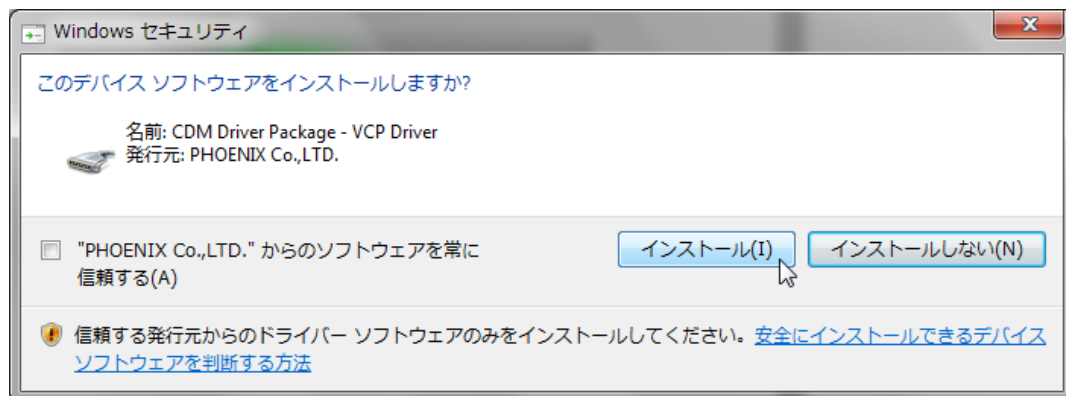 Windows セキュリティ
このデバイス ソフトウェアをインストールしますか?
名前: CDM Driver Package - VCP Driver
発行元: PHOENIX Co.,LTD.
"PHOENIX Co.,LTD." からのソフトウェアを常に
信頼する(A)
インストール(I)
インストールしない(N)
信頼する発行元からのドライバー ソフトウェアのみをインストールしてください。安全にインストールできるデバイス
ソフトウェアを判断する方法